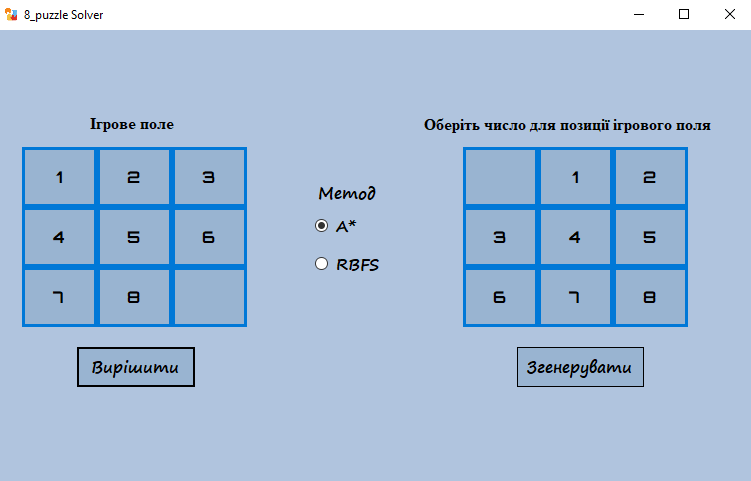 8_puzzle Solver
Ігрове поле
1 2 3
4 5 6
7 8
Вирішити
Метод
A*
RBFS
Оберіть число для позиції ігрового поля
1 2
3 4 5
6 7 8
Згенерувати